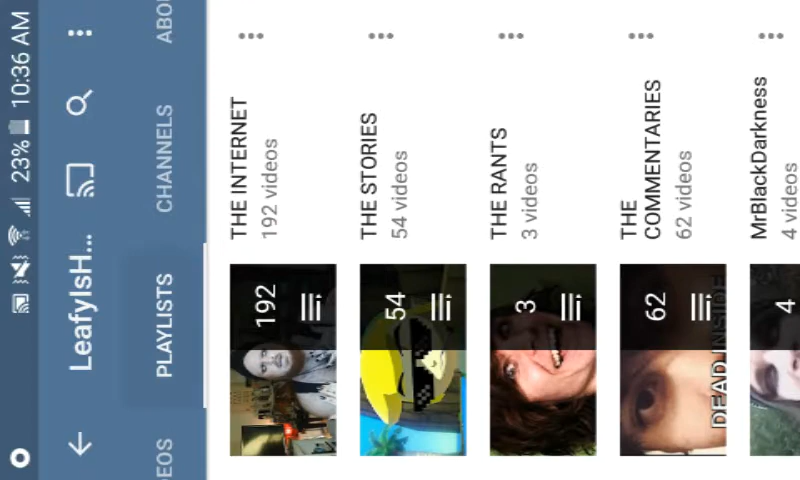 23% 10:36 AM
LeafyIsH...
EOS PLAYLISTS CHANNELS ABO
THE INTERNET
192 videos
192
THE STORIES
54 videos
54
THE RANTS
3 videos
3
THE
COMMENTARIES
62 videos
62
DEAD INSIDE
MrBlackDarkness
4 videos
4